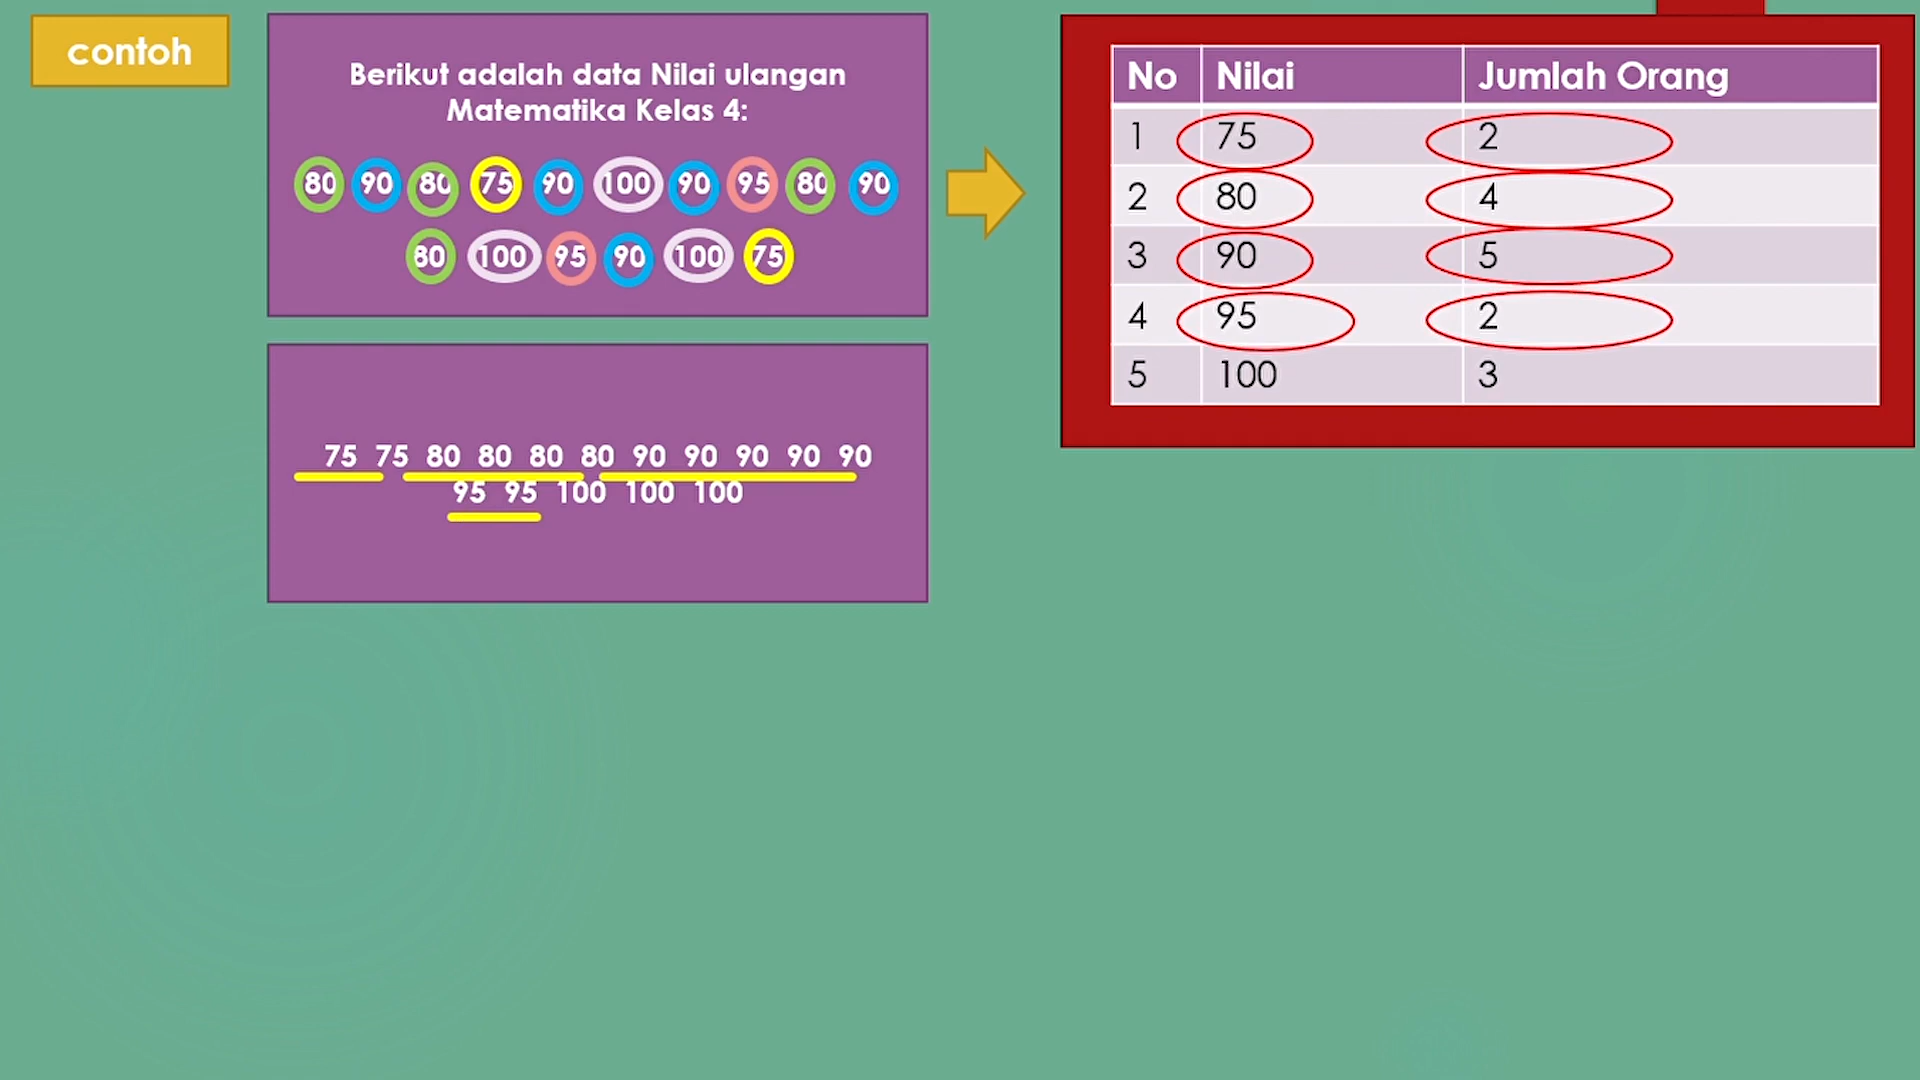 contoh
Berikut adalah data Nilai ulangan
Matematika Kelas 4:
80 90 80 75 90 100 90 95 80 90
80 100 95 90 100 75
75 75 80 80 80 80 90 90 90 90 90
95 95 100 100 100
No Nilai Jumlah Orang
1 75 2
2 80 4
3 90 5
4 95 2
5 100 3